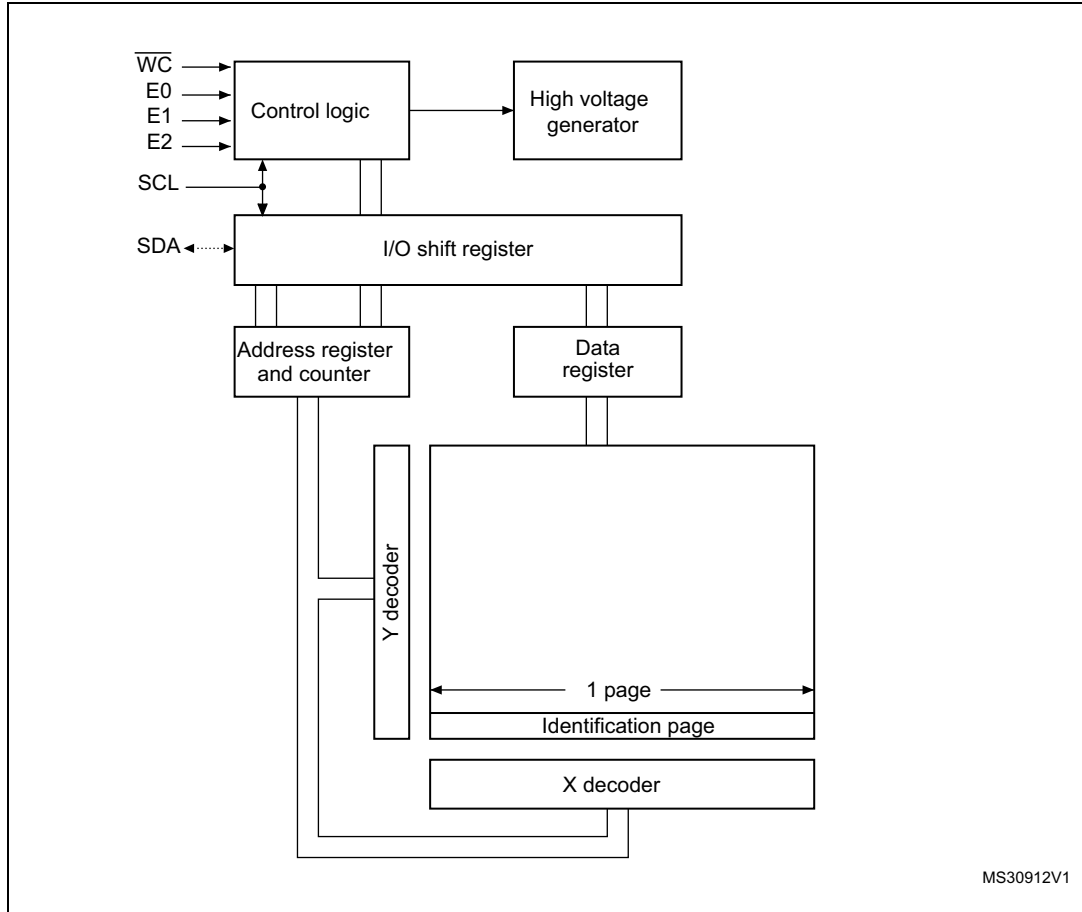 W̅C̅
E0
E1
E2
SCL
SDA
Control logic
High voltage
generator
I/O shift register
Address register
and counter
Data
register
Y decoder
1 page
Identification page
X decoder
MS30912V1